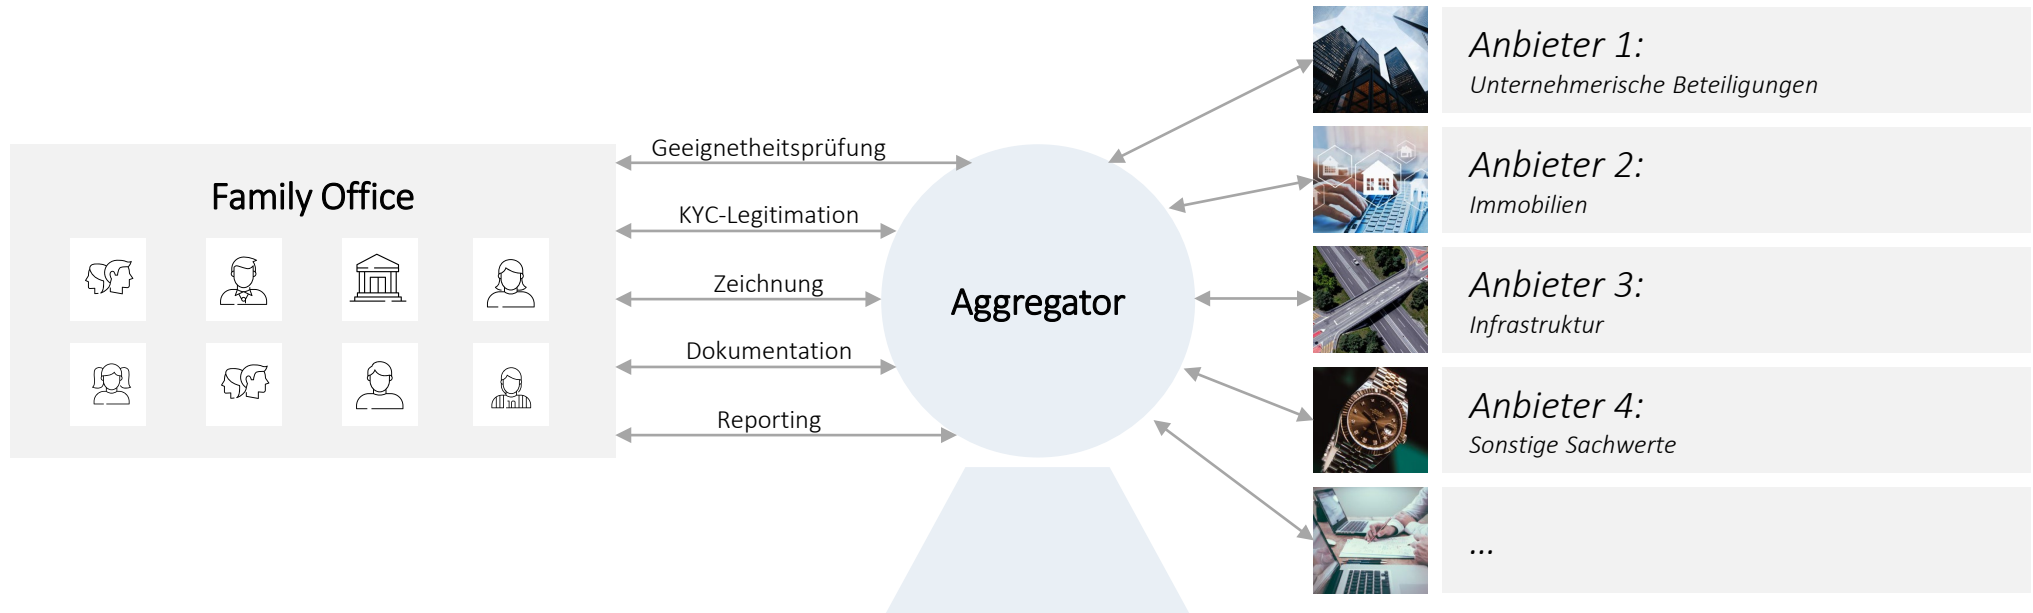 Family Office
Geeignetheitsprüfung
KYC-Legitimation
Zeichnung
Dokumentation
Reporting
Aggregator
Anbieter 1:
Unternehmerische Beteiligungen
Anbieter 2:
Immobilien
Anbieter 3:
Infrastruktur
Anbieter 4:
Sonstige Sachwerte
...